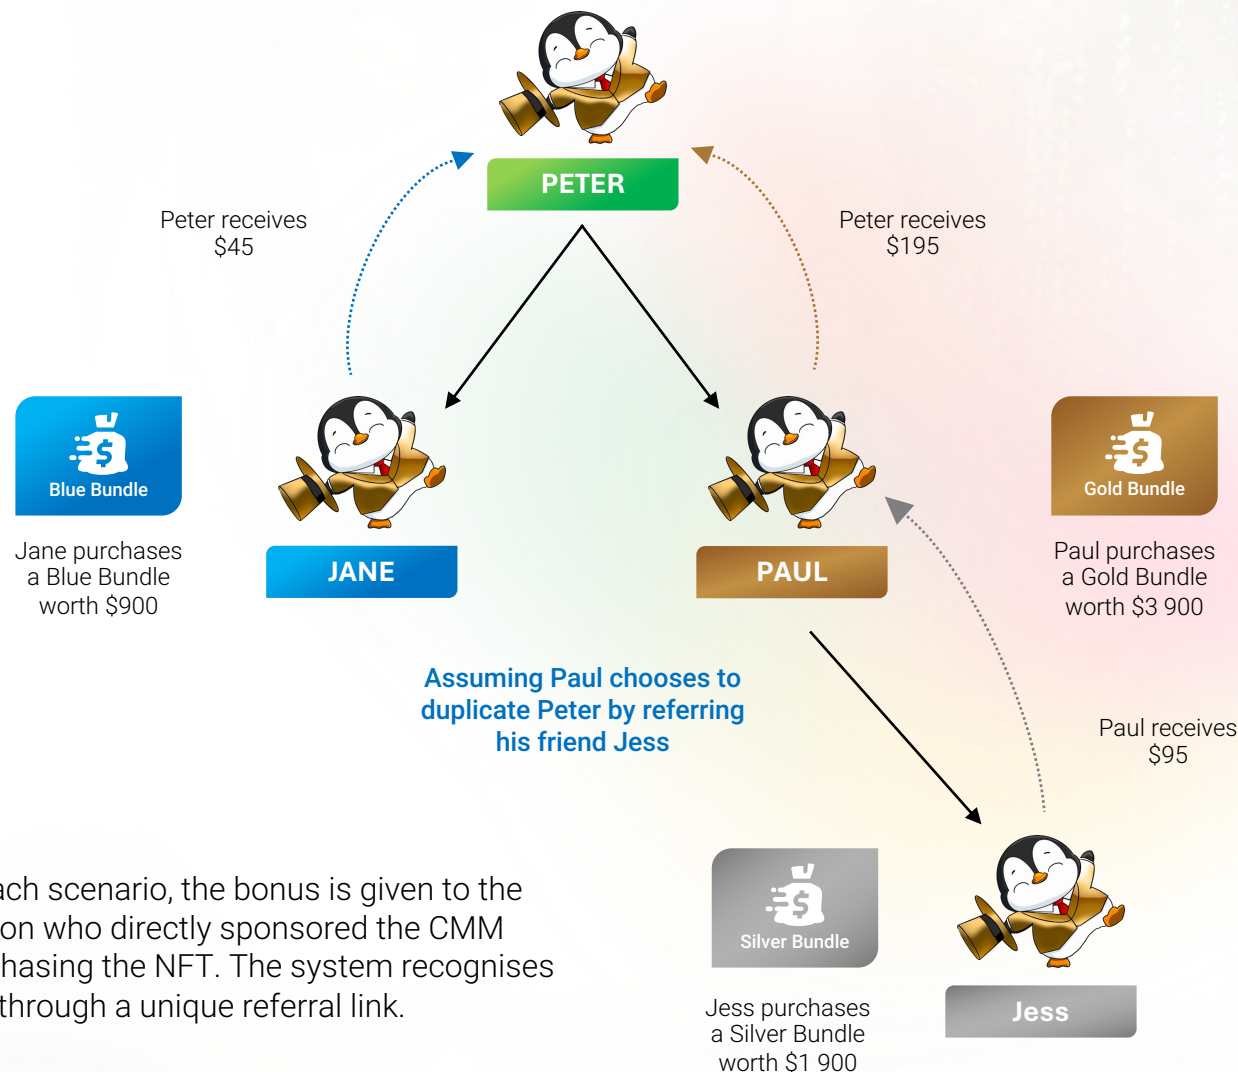 PETER
Peter receives
$45
Peter receives
$195
Blue Bundle
Jane purchases
a Blue Bundle
worth $900
JANE
PAUL
Gold Bundle
Paul purchases
a Gold Bundle
worth $3 900
Assuming Paul chooses to
duplicate Peter by referring
his friend Jess
Paul receives
$95
ach scenario, the bonus is given to the
on who directly sponsored the CMM
hasing the NFT. The system recognises
through a unique referral link.
Silver Bundle
Jess purchases
a Silver Bundle
worth $1 900
Jess